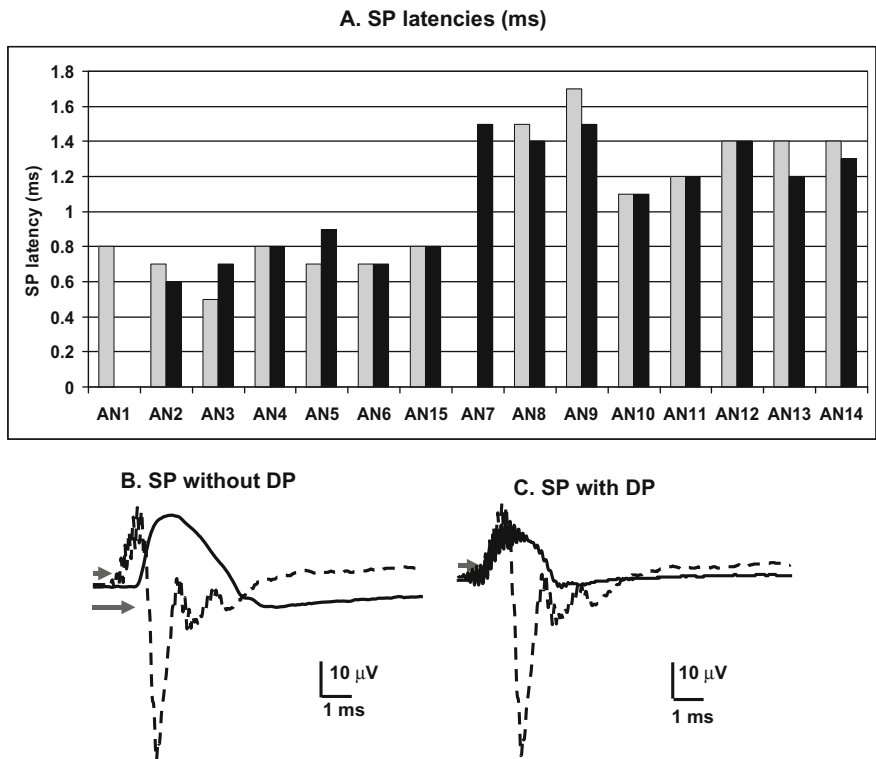 A. SP latencies (ms)
SP latency (ms)
1.8
1.6
1.4
1.2
1
0.8
0.6
0.4
0.2
0
AN1 AN2 AN3 AN4 AN5 AN6 AN15 AN7 AN8 AN9 AN10 AN11 AN12 AN13 AN14
B. SP without DP
C. SP with DP
10 μV
1 ms
10 μV
1 ms